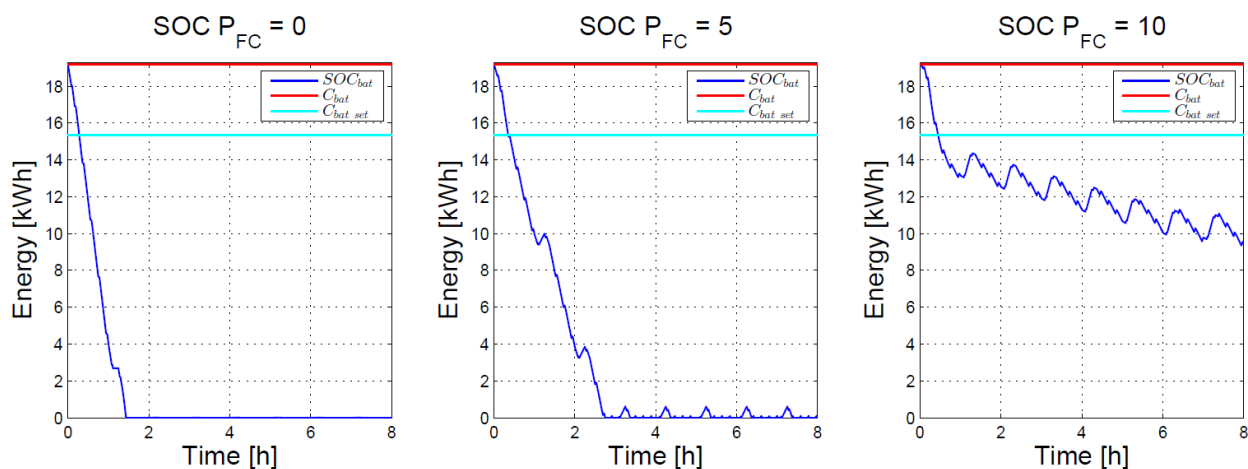 SOC P_FC = 0
SOC_bat
C_bat
C_bat set
Energy [kWh]
18
16
14
12
10
8
6
4
2
0
0 2 4 6 8
Time [h]
SOC P_FC = 5
SOC_bat
C_bat
C_bat set
Energy [kWh]
18
16
14
12
10
8
6
4
2
0
0 2 4 6 8
Time [h]
SOC P_FC = 10
SOC_bat
C_bat
C_bat set
Energy [kWh]
18
16
14
12
10
8
6
4
2
0
0 2 4 6 8
Time [h]